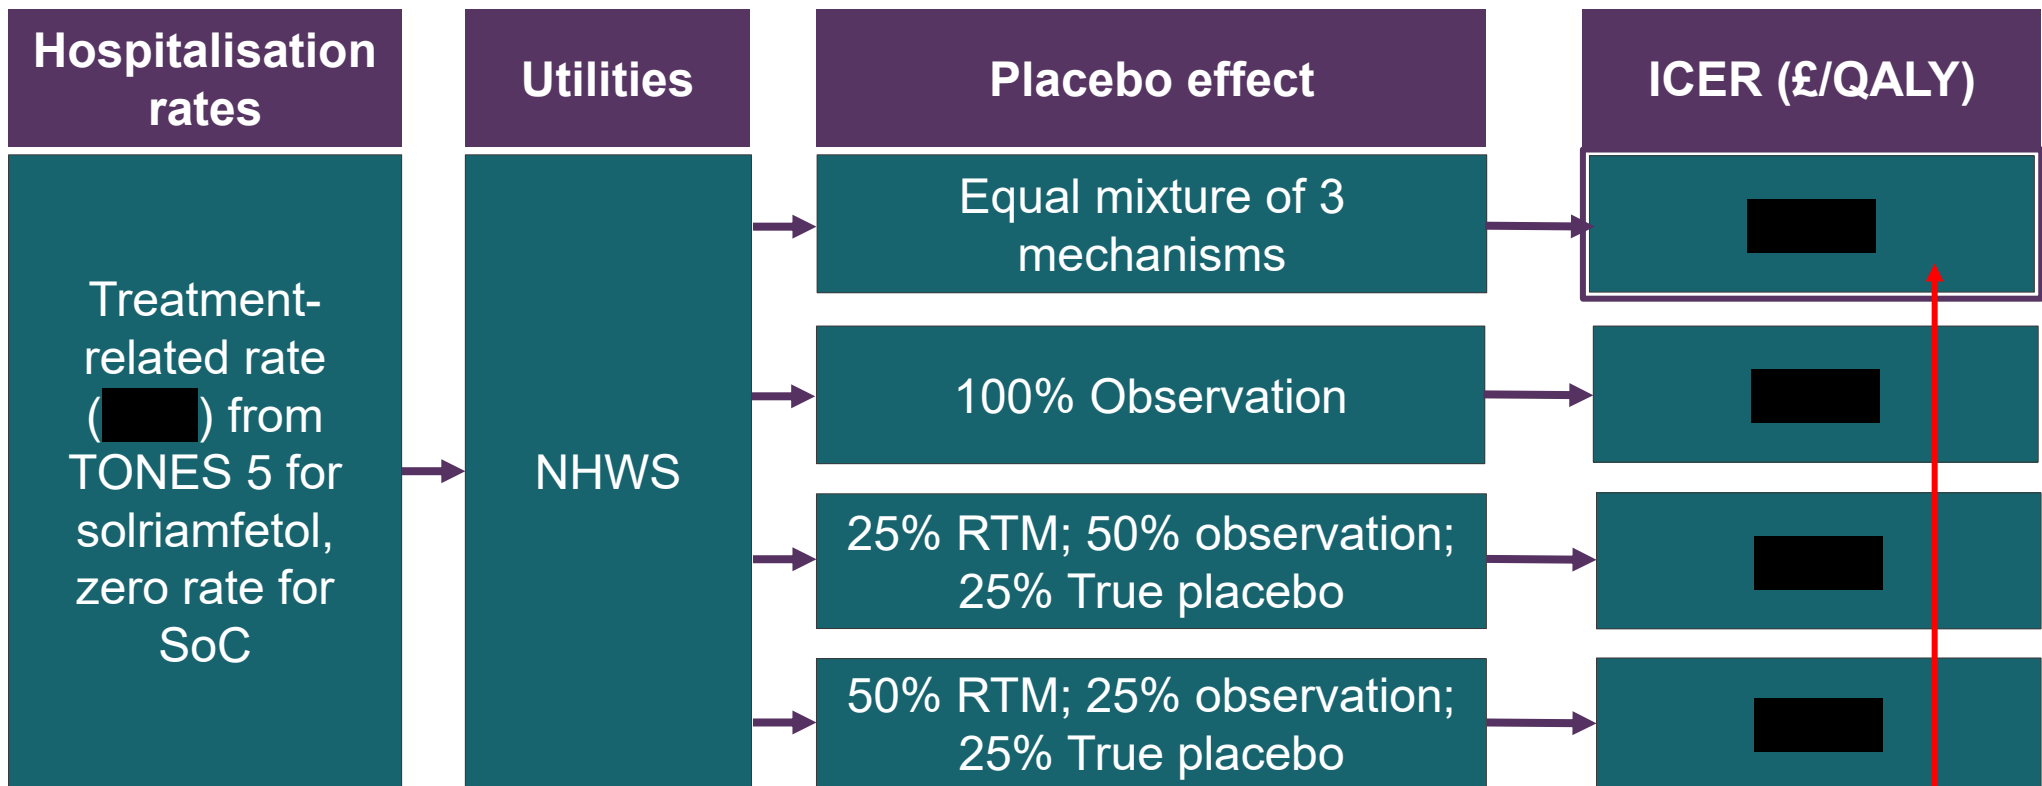 Hospitalisation
rates
Utilities
Placebo effect
ICER (£/QALY)
Treatment-
related rate
( ) from
TONES 5 for
solriamfetol,
zero rate for
SoC
NHWS
Equal mixture of 3
mechanisms
100% Observation
25% RTM; 50% observation;
25% True placebo
50% RTM; 25% observation;
25% True placebo